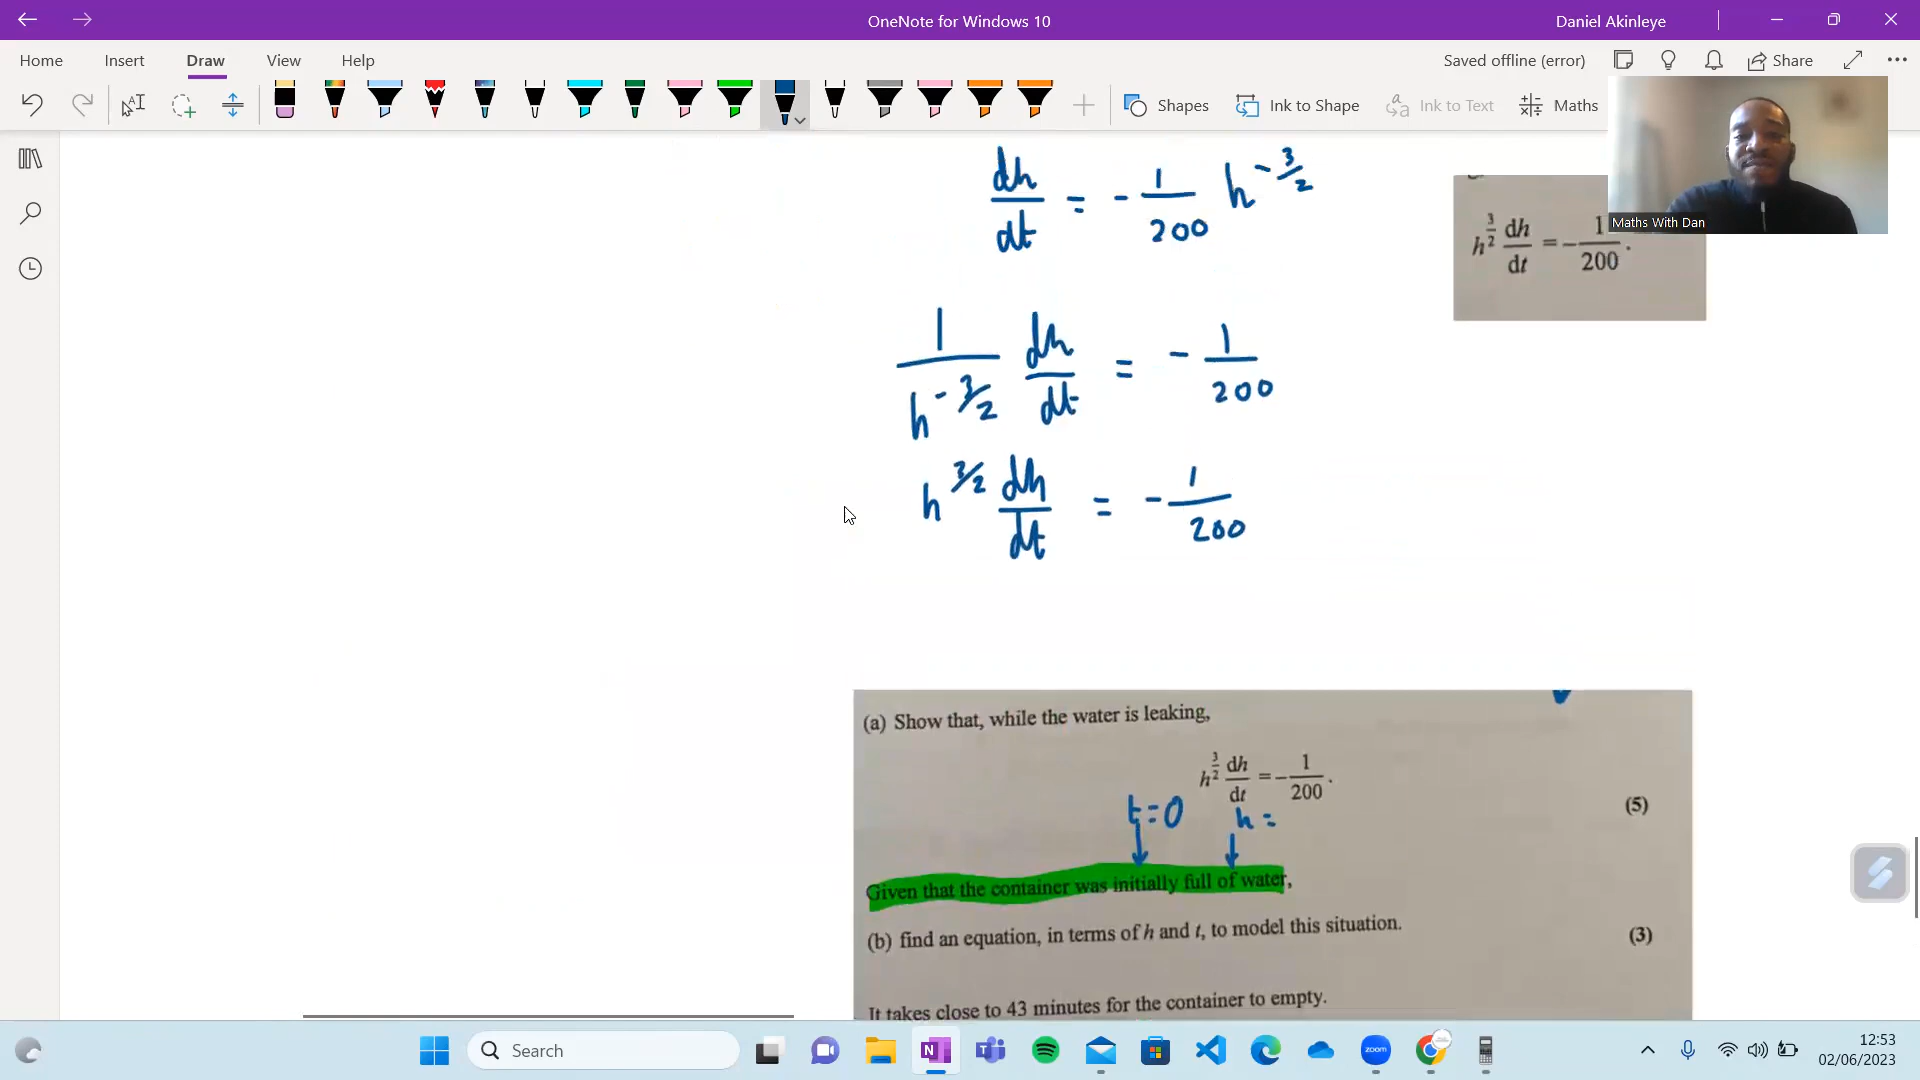 OneNote for Windows 10
Daniel Akinleye
Home Insert Draw View Help
Saved offline (error)
Share
Shapes
Ink to Shape
Ink to Text
Maths
Maths With Dan
dh/dt = - 1/200 h^-3/2
h^3/2 dh/dt = - 1/200.
1/h^-3/2 dh/dt = - 1/200
h^3/2 dh/dt = - 1/200
(a) Show that, while the water is leaking,
h^3/2 dh/dt = - 1/200.
(5)
t=0 h=
Given that the container was initially full of water,
(b) find an equation, in terms of h and t, to model this situation.
(3)
It takes close to 43 minutes for the container to empty.
Search
zoom
12:53
02/06/2023